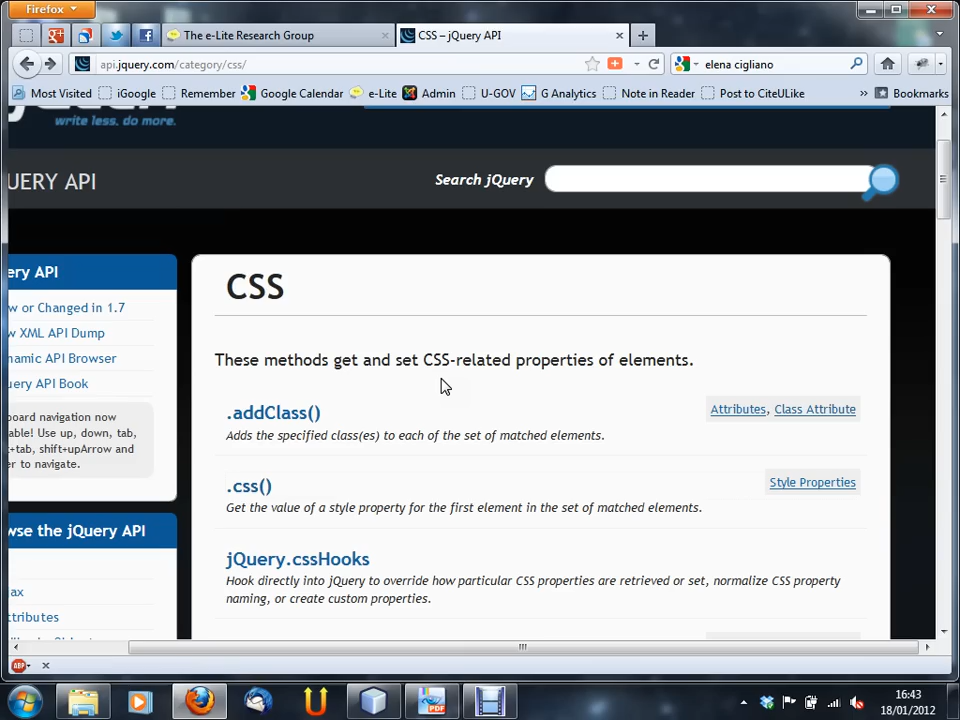 Firefox
The e-Lite Research Group
CSS – jQuery API
api.jquery.com/category/css/
elena cigliano
Most Visited
iGoogle
Remember
Google Calendar
e-Lite
Admin
U-GOV
G Analytics
Note in Reader
Post to CiteULike
»
Bookmarks
write less. do more.
UERY API
Search jQuery
ery API
w or Changed in 1.7
w XML API Dump
namic API Browser
uery API Book
board navigation now
able! Use up, down, tab,
t+tab, shift+upArrow and
er to navigate.
wse the jQuery API
ax
ttributes
CSS
These methods get and set CSS-related properties of elements.
.addClass()
Attributes, Class Attribute
Adds the specified class(es) to each of the set of matched elements.
.css()
Style Properties
Get the value of a style property for the first element in the set of matched elements.
jQuery.cssHooks
Hook directly into jQuery to override how particular CSS properties are retrieved or set, normalize CSS property
naming, or create custom properties.
ABP
PDF
16:43
18/01/2012